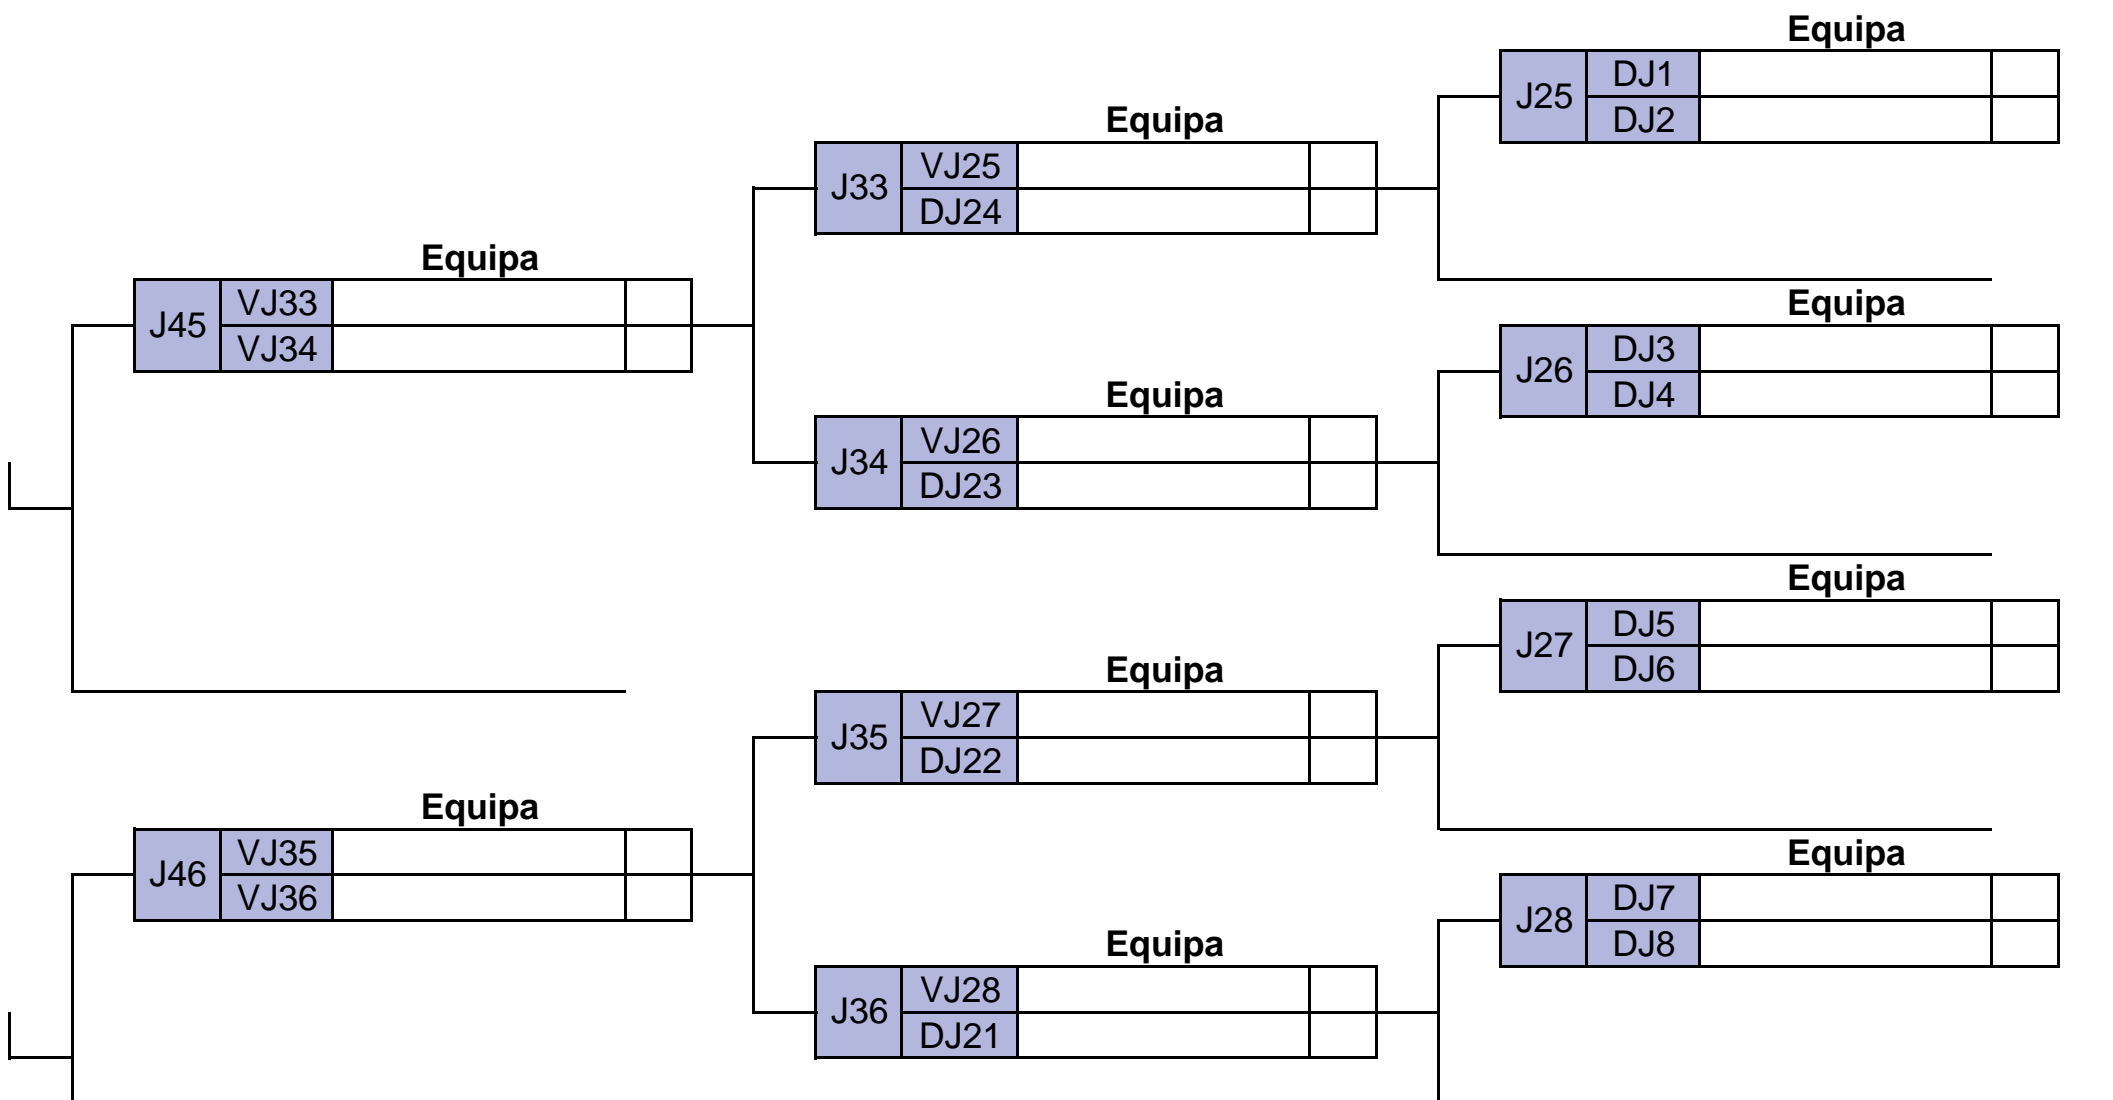 Equipa
J25 DJ1
DJ2
Equipa
J33 VJ25
DJ24
Equipa
J45 VJ33
VJ34
Equipa
J26 DJ3
DJ4
Equipa
J34 VJ26
DJ23
Equipa
J27 DJ5
DJ6
Equipa
J35 VJ27
DJ22
Equipa
J46 VJ35
VJ36
Equipa
J28 DJ7
DJ8
Equipa
J36 VJ28
DJ21